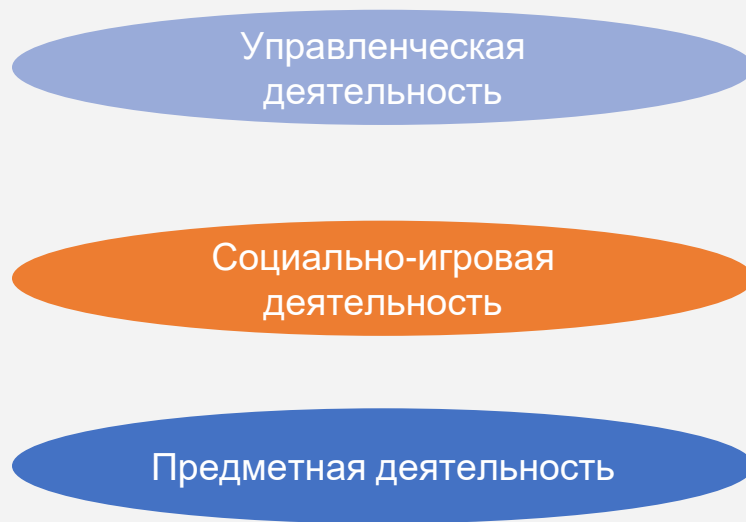 Управленческая
деятельность
Социально-игровая
деятельность
Предметная деятельность